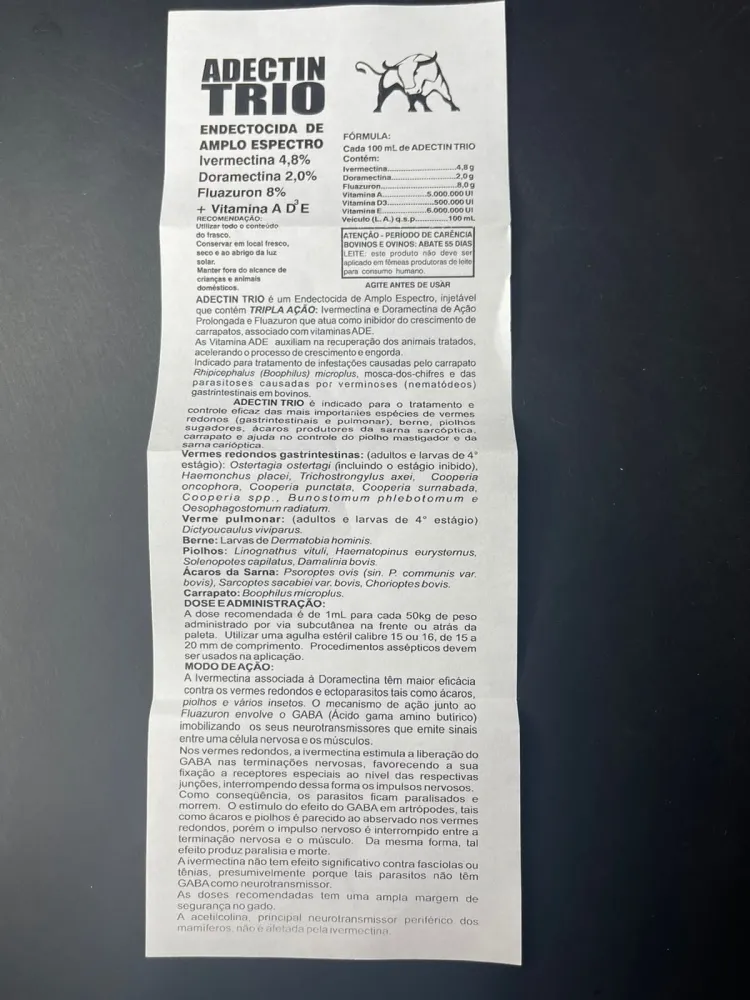 ADECTIN
TRIO
ENDECTOCIDA DE
AMPLO ESPECTRO
Ivermectina 4,8%
Doramectina 2,0%
Fluazuron 8%
+ Vitamina A D3 E
RECOMENDAÇÃO:
Utilizar todo o conteúdo
do frasco.
Conservar em local fresco,
seco e ao abrigo da luz
solar.
Manter fora do alcance de
crianças e animais
domésticos.
FÓRMULA:
Cada 100 mL de ADECTIN TRIO
Contém:
Ivermectina.......................4,8 g
Doramectina......................2,0 g
Fluazuron..........................8,0 g
Vitamina A..............5.000.000 UI
Vitamina D3...............500.000 UI
Vitamina E..............6.000.000 UI
Veículo (L.A.) q.s.p..........100 mL
ATENÇÃO - PERÍODO DE CARÊNCIA
BOVINOS E OVINOS: ABATE 55 DIAS
LEITE: este produto não deve ser
aplicado em fêmeas produtoras de leite
para consumo humano.
AGITE ANTES DE USAR
ADECTIN TRIO é um Endectocida de Amplo Espectro, injetável
que contém TRIPLA AÇÃO: Ivermectina e Doramectina de Ação
Prolongada e Fluazuron que atua como inibidor do crescimento de
carrapatos, associado com vitaminas ADE.
As Vitamina ADE auxiliam na recuperação dos animais tratados,
acelerando o processo de crescimento e engorda.
Indicado para tratamento de infestações causadas pelo carrapato
Rhipicephalus (Boophilus) microplus, mosca-dos-chifres e das
parasitoses causadas por verminoses (nematódeos)
gastrintestinais em bovinos.
ADECTIN TRIO é indicado para o tratamento e
controle eficaz das mais importantes espécies de vermes
redonos (gastrintestinais e pulmonar), berne, piolhos
sugadores, ácaros produtores da sarna sarcóptica,
carrapato e ajuda no controle do piolho mastigador e da
sarna carióptica.
Vermes redondos gastrintestinas: (adultos e larvas de 4°
estágio): Ostertagia ostertagi (incluindo o estágio inibido),
Haemonchus placei, Trichostrongylus axei, Cooperia
oncophora, Cooperia punctata, Cooperia surnabada,
Cooperia spp., Bunostomum phlebotomum e
Oesophagostomum radiatum.
Verme pulmonar: (adultos e larvas de 4° estágio)
Dictyoucaulus viviparus.
Berne: Larvas de Dermatobia hominis.
Piolhos: Linognathus vituli, Haematopinus eurysternus,
Solenopotes capilatus, Damalinia bovis.
Ácaros da Sarna: Psoroptes ovis (sin. P. communis var.
bovis), Sarcoptes sacabiei var. bovis, Chorioptes bovis.
Carrapato: Boophilus microplus.
DOSE E ADMINISTRAÇÃO:
A dose recomendada é de 1mL para cada 50kg de peso
administrado por via subcutânea na frente ou atrás da
paleta. Utilizar uma agulha estéril calibre 15 ou 16, de 15 a
20 mm de comprimento. Procedimentos assépticos devem
ser usados na aplicação.
MODO DE AÇÃO:
A Ivermectina associada á Doramectina têm maior eficácia
contra os vermes redondos e ectoparasitos tais como ácaros,
piolhos e vários insetos. O mecanismo de ação junto ao
Fluazuron envolve o GABA (Ácido gama amino butírico)
imobilizando os seus neurotransmissores que emite sinais
entre uma célula nervosa e os músculos.
Nos vermes redondos, a ivermectina estimula a liberação do
GABA nas terminações nervosas, favorecendo a sua
fixação a receptores especiais ao nível das respectivas
junções, interrompendo dessa forma os impulsos nervosos.
Como conseqüência, os parasitos ficam paralisados e
morrem. O estimulo do efeito do GABA em artrópodes, tais
como ácaros e piolhos é parecido ao observado nos vermes
redondos, porém o impulso nervoso é interrompido entre a
terminação nervosa e o músculo. Da mesma forma, tal
efeito produz paralisia e morte.
A ivermectina não tem efeito significativo contra fascíolas ou
tênias, presumivelmente porque tais parasitos não têm
GABA como neurotransmissor.
As doses recomendadas tem uma ampla margem de
segurança no gado.
A acetilcolina, principal neurotransmissor periférico dos
mamíferos, não é afetada pela ivermectina.